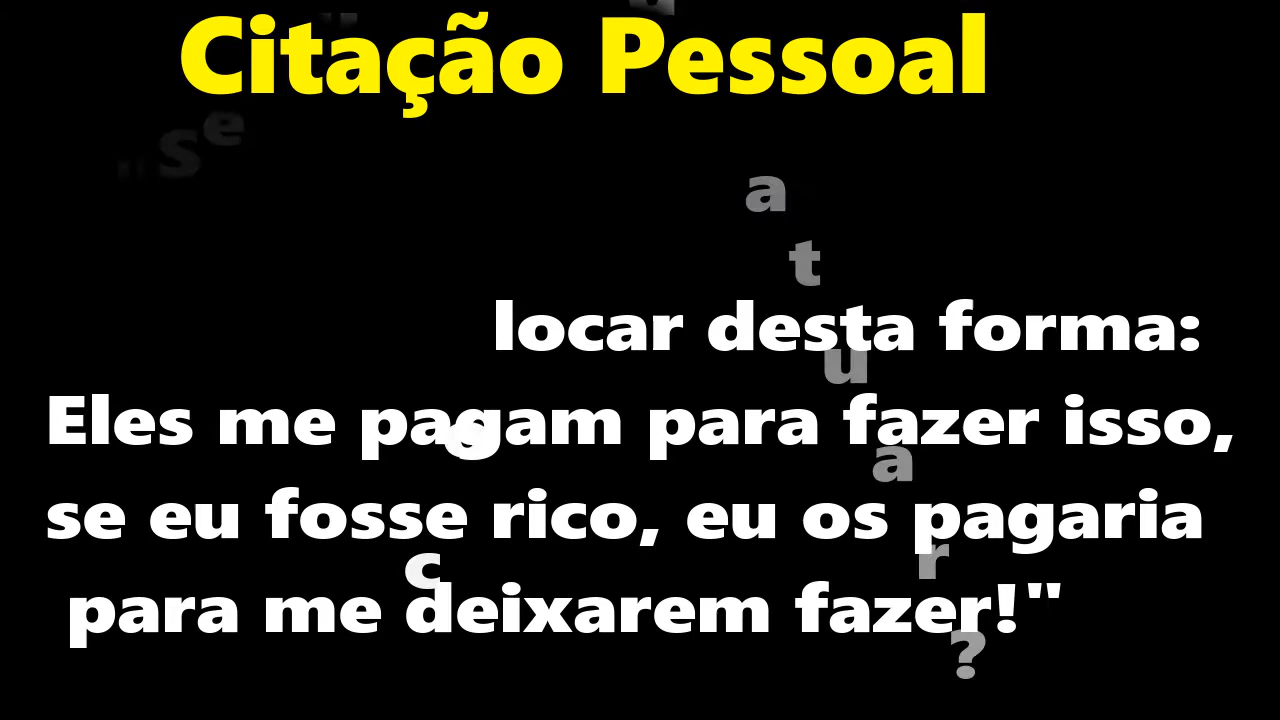 Citação Pessoal
locar desta forma:
Eles me pagam para fazer isso,
se eu fosse rico, eu os pagaria
para me deixarem fazer!"